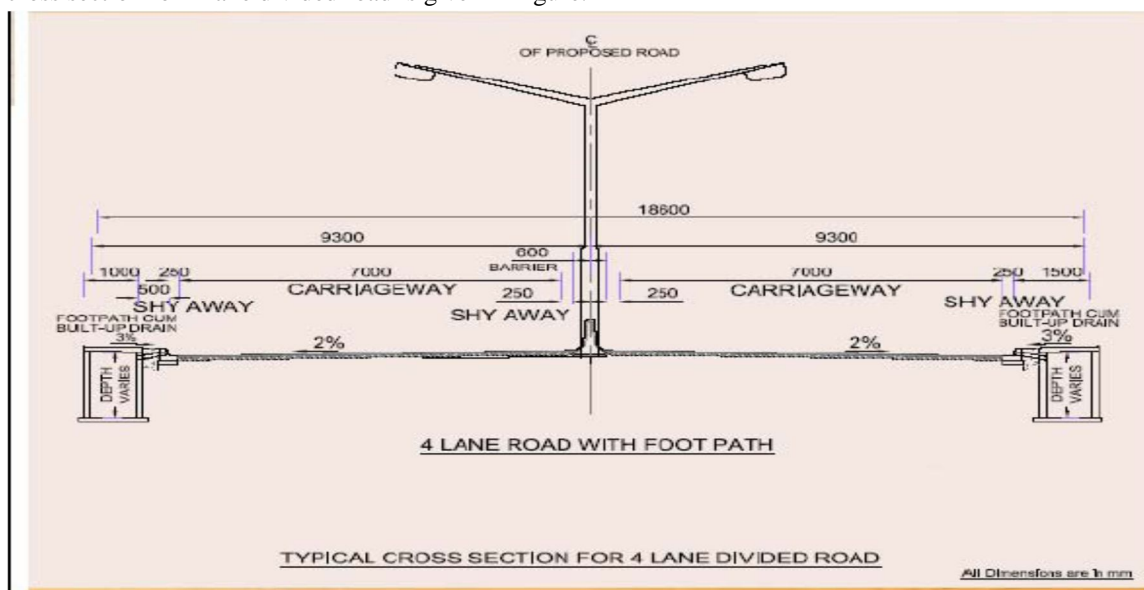 ℄
OF PROPOSED ROAD
18600
9300
9300
600
BARRIER
1000
250
7000
7000
250
1500
500
CARRIAGEWAY
250
250
CARRIAGEWAY
SHY AWAY
SHY AWAY
SHY AWAY
FOOTPATH CUM
BUILT-UP DRAIN
FOOTPATH CUM
BUILT-UP DRAIN
3%
2%
2%
3%
DEPTH
VARIES
DEPTH
VARIES
4 LANE ROAD WITH FOOT PATH
TYPICAL CROSS SECTION FOR 4 LANE DIVIDED ROAD
All Dimensions are in mm